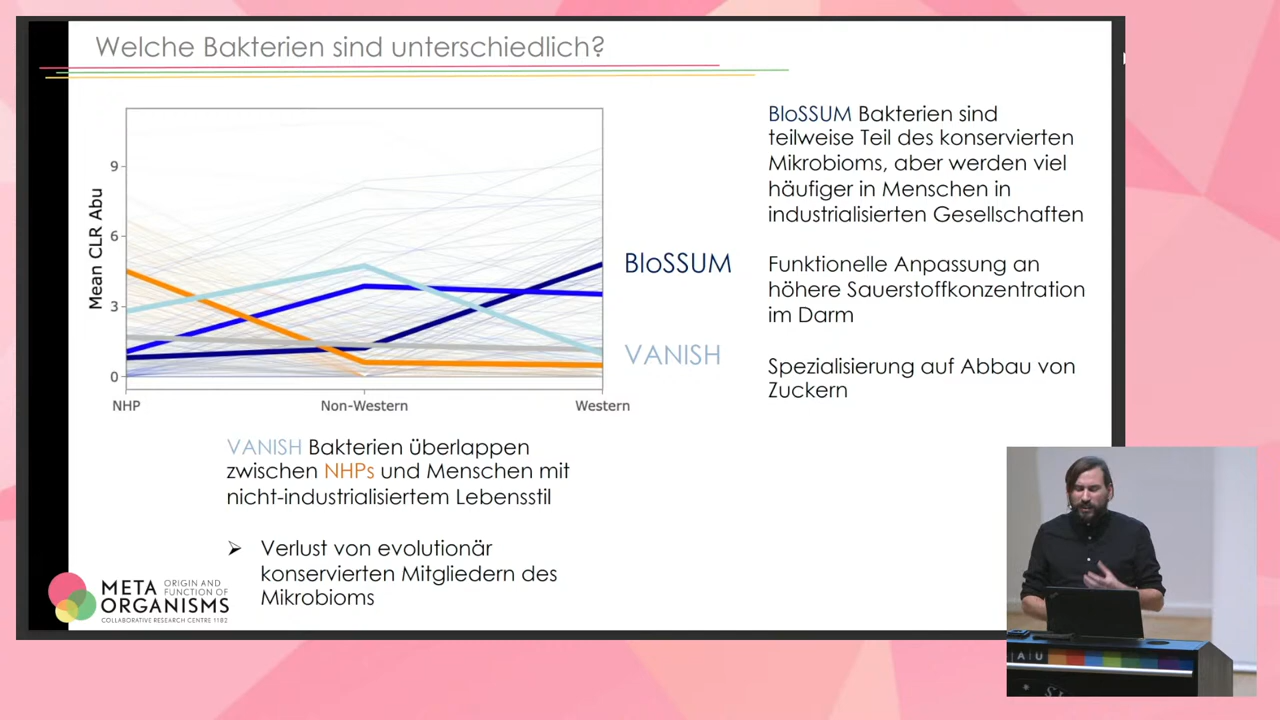 Welche Bakterien sind unterschiedlich?
Mean CLR Abu
9
6
3
0
NHP
Non-Western
Western
BloSSUM
VANISH
BloSSUM Bakterien sind
teilweise Teil des konservierten
Mikrobioms, aber werden viel
häufiger in Menschen in
industrialisierten Gesellschaften
Funktionelle Anpassung an
höhere Sauerstoffkonzentration
im Darm
Spezialisierung auf Abbau von
Zuckern
VANISH Bakterien überlappen
zwischen NHPs und Menschen mit
nicht-industrialisiertem Lebensstil
➢ Verlust von evolutionär
konservierten Mitgliedern des
Mikrobioms
META
ORGANISMS
ORIGIN AND
FUNCTION OF
COLLABORATIVE RESEARCH CENTRE 1182
|A|U